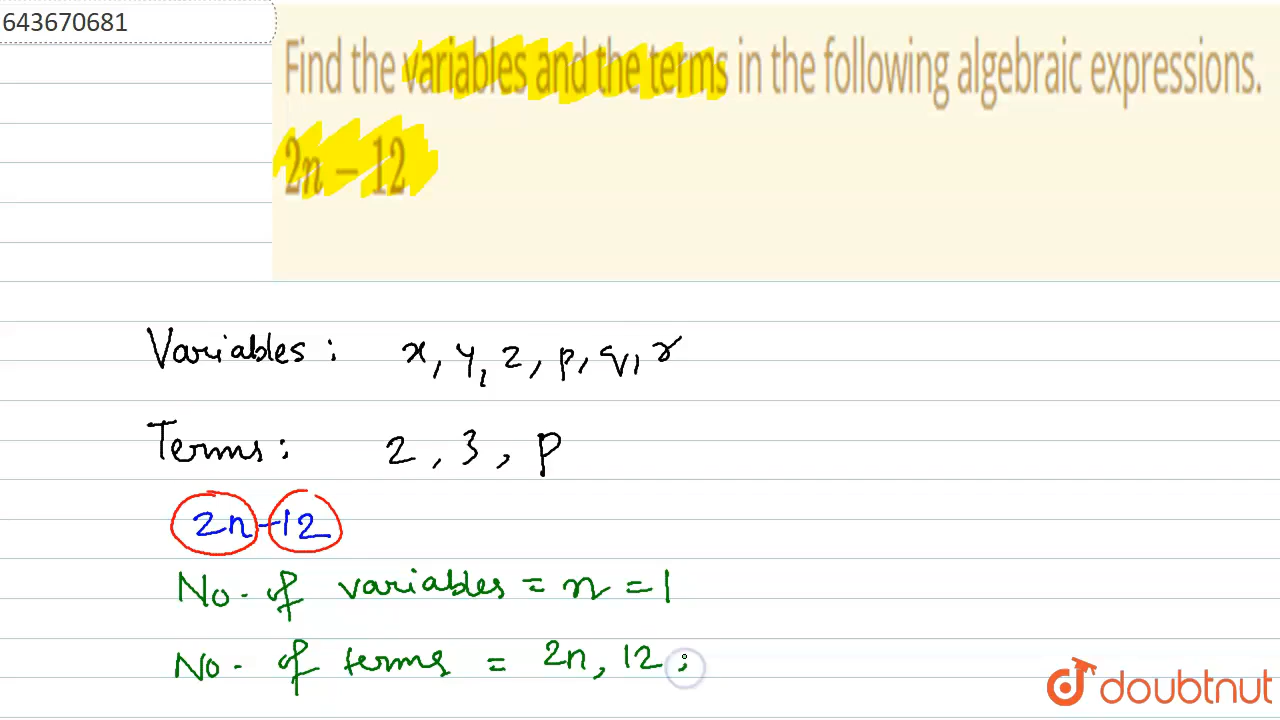 643670681
Find the variables and the terms in the following algebraic expressions.
2n − 12
Variables : x, y, z, p, q, r
Terms : 2, 3, p
2n-12
No. of variables = n = 1
No. of terms = 2n, 12 ;
doubtnut